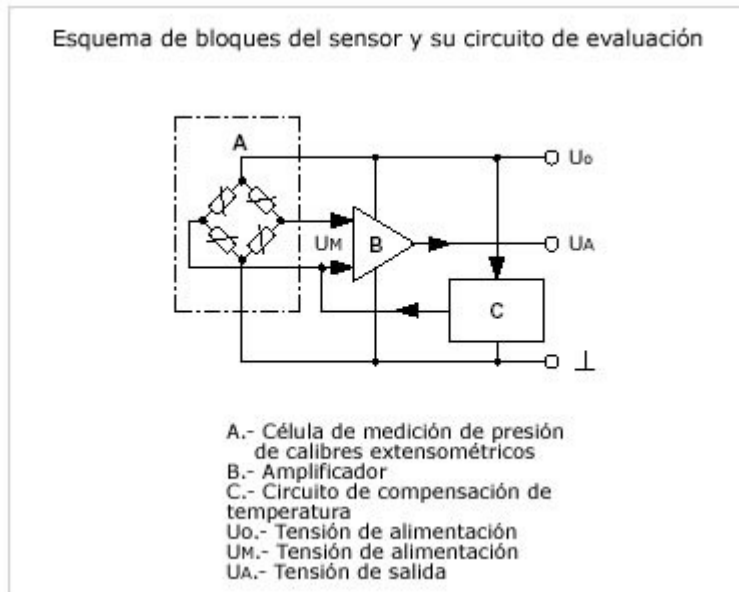 Esquema de bloques del sensor y su circuito de evaluación
A
Uo
UM
B
UA
C
⊥
A.- Célula de medición de presión
de calibres extensométricos
B.- Amplificador
C.- Circuito de compensación de
temperatura
Uo.- Tensión de alimentación
UM.- Tensión de alimentación
UA.- Tensión de salida